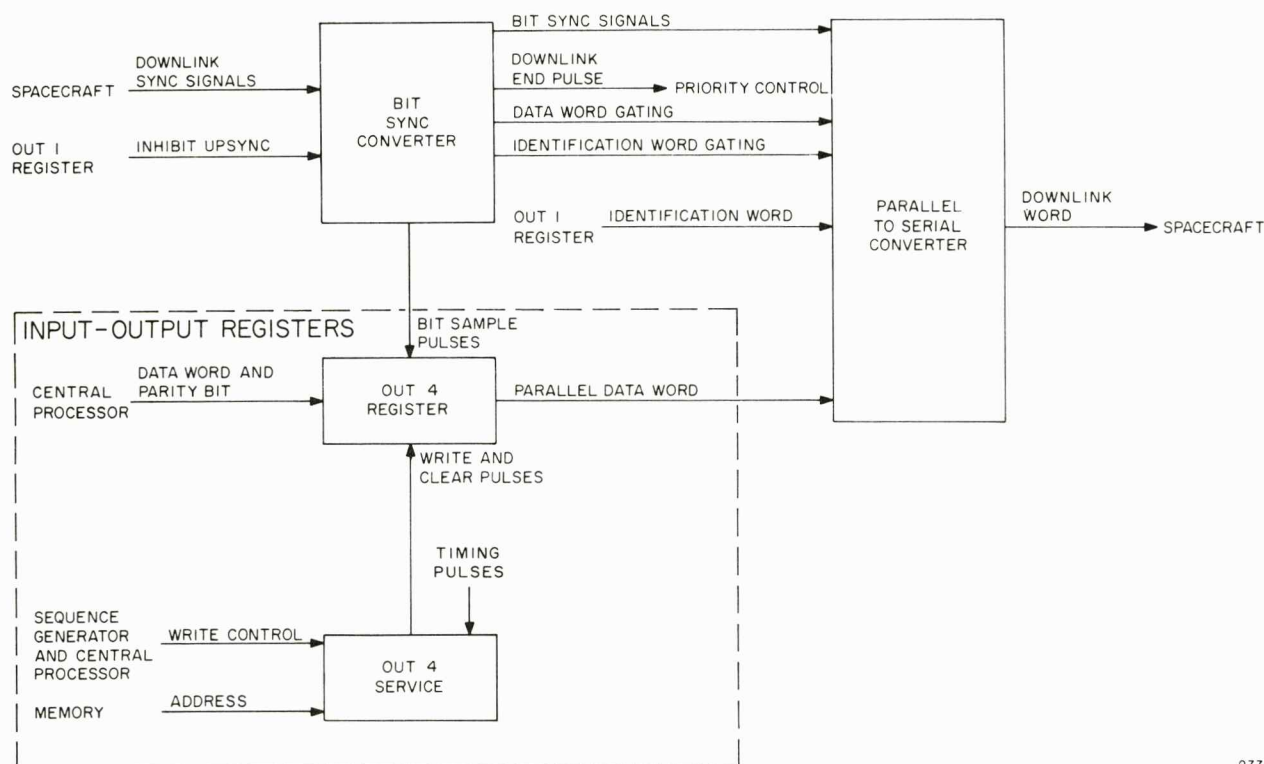 BIT SYNC SIGNALS
DOWNLINK
SYNC SIGNALS
SPACECRAFT
OUT 1
REGISTER
INHIBIT UPSYNC
BIT
SYNC
CONVERTER
DOWNLINK
END PULSE
PRIORITY CONTROL
DATA WORD GATING
IDENTIFICATION WORD GATING
OUT 1
REGISTER
IDENTIFICATION WORD
PARALLEL
TO SERIAL
CONVERTER
DOWNLINK
WORD
SPACECRAFT
INPUT-OUTPUT REGISTERS
BIT SAMPLE
PULSES
CENTRAL
PROCESSOR
DATA WORD AND
PARITY BIT
OUT 4
REGISTER
PARALLEL DATA WORD
WRITE AND
CLEAR PULSES
TIMING
PULSES
SEQUENCE
GENERATOR
AND CENTRAL
PROCESSOR
WRITE CONTROL
MEMORY
ADDRESS
OUT 4
SERVICE